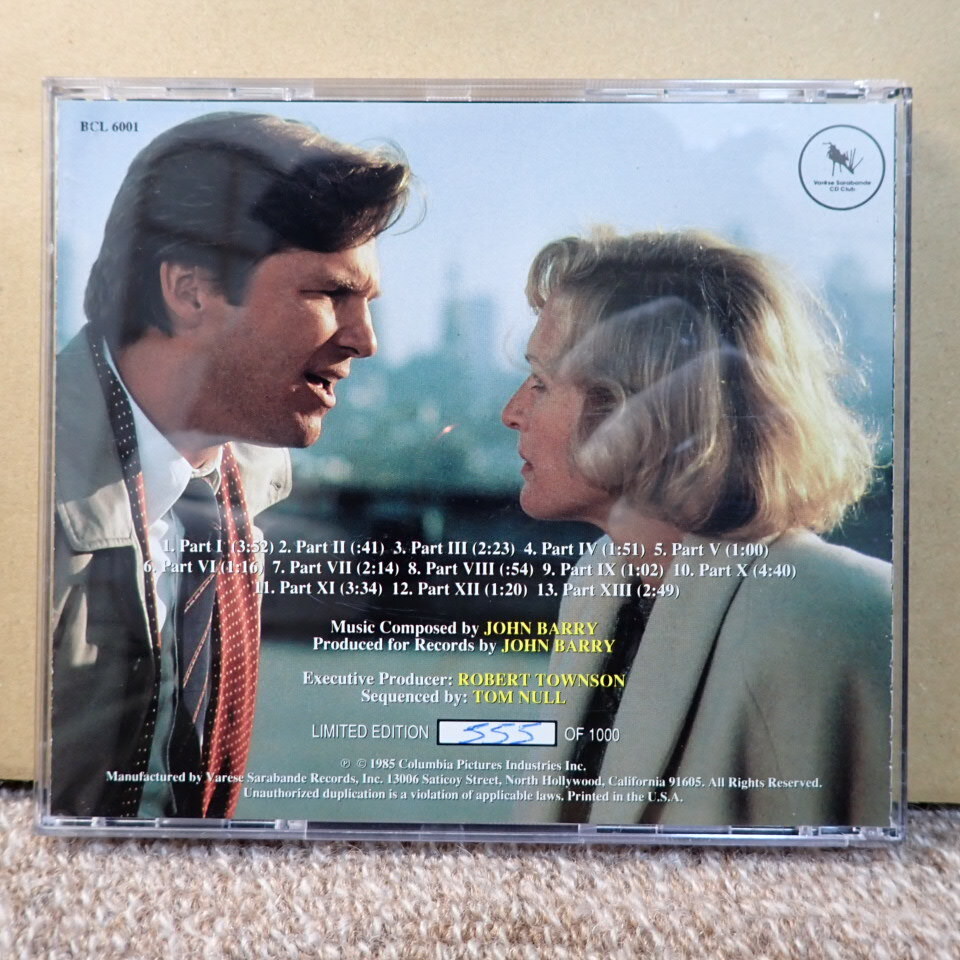 BCL 6001
Varèse Sarabande
CD Club
1. Part I (3:52) 2. Part II (:41) 3. Part III (2:23) 4. Part IV (1:51) 5. Part V (1:00)
6. Part VI (1:16) 7. Part VII (2:14) 8. Part VIII (:54) 9. Part IX (1:02) 10. Part X (4:40)
11. Part XI (3:34) 12. Part XII (1:20) 13. Part XIII (2:49)
Music Composed by JOHN BARRY
Produced for Records by JOHN BARRY
Executive Producer: ROBERT TOWNSON
Sequenced by: TOM NULL
LIMITED EDITION 555 OF 1000
℗ © 1985 Columbia Pictures Industries Inc.
Manufactured by Varèse Sarabande Records, Inc. 13006 Saticoy Street, North Hollywood, California 91605. All Rights Reserved.
Unauthorized duplication is a violation of applicable laws. Printed in the U.S.A.